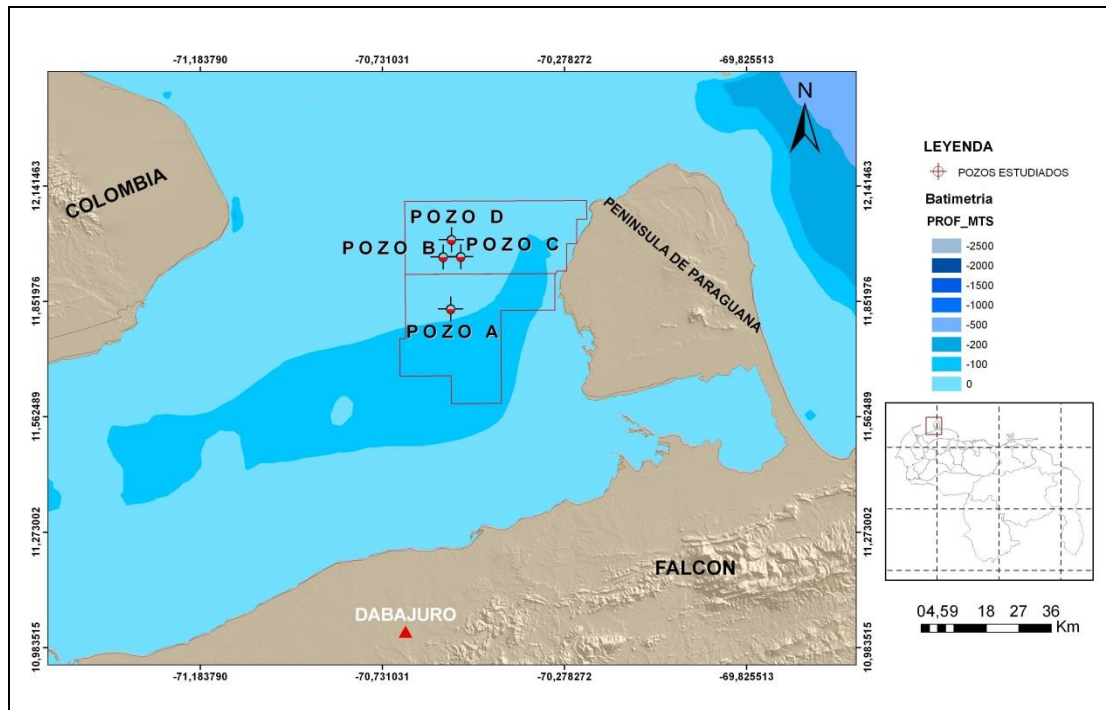 -71,183790 -70,731031 -70,278272 -69,825513
N
12,141463 12,141463
COLOMBIA
PENINSULA DE PARAGUANA
POZO D
POZO B POZO C
11,851976 11,851976
POZO A
11,562489 11,562489
11,273002 11,273002
FALCON
DABAJURO
10,983515 10,983515
-71,183790 -70,731031 -70,278272 -69,825513
LEYENDA
POZOS ESTUDIADOS
Batimetria
PROF_MTS
-2500
-2000
-1500
-1000
-500
-200
-100
0
04,59 18 27 36
Km